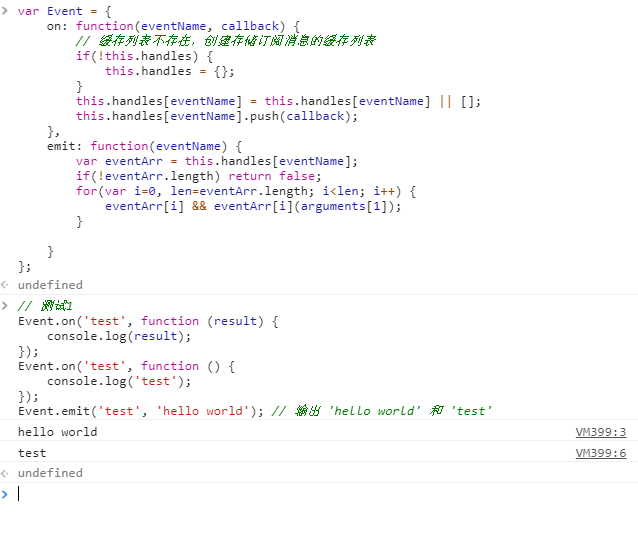 var Event = {
    on: function(eventName, callback) {
        // 缓存列表不存在，创建存储订阅消息的缓存列表
        if(!this.handles) {
            this.handles = {};
        }
        this.handles[eventName] = this.handles[eventName] || [];
        this.handles[eventName].push(callback);
    },
    emit: function(eventName) {
        var eventArr = this.handles[eventName];
        if(!eventArr.length) return false;
        for(var i=0, len=eventArr.length; i<len; i++) {
            eventArr[i] && eventArr[i](arguments[1]);
        }
    }
};
undefined
// 测试1
Event.on('test', function (result) {
    console.log(result);
});
Event.on('test', function () {
    console.log('test');
});
Event.emit('test', 'hello world'); // 输出 'hello world' 和 'test'
hello world VM399:3
test VM399:6
undefined